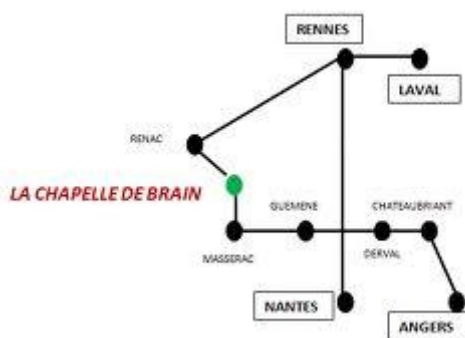 RENNES
LAVAL
RENAC
LA CHAPELLE DE BRAIN
GUEMENE
CHATEAUBRIANT
MASSERAC
DERVAL
NANTES
ANGERS